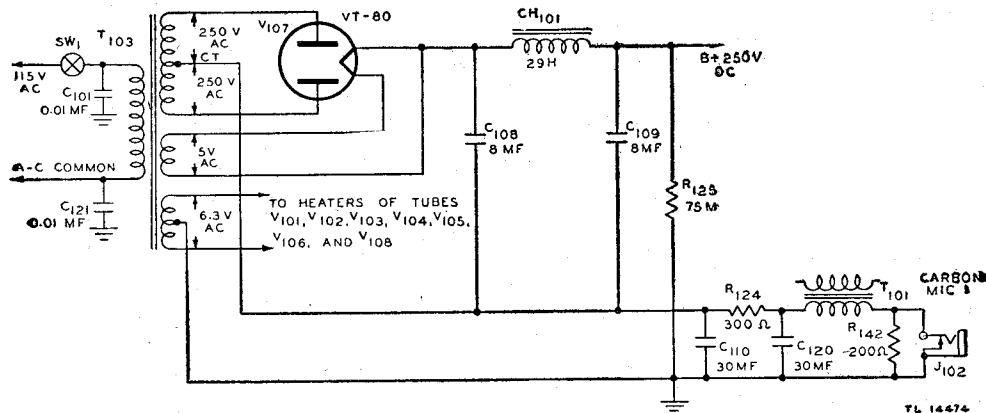 SW1
T103
115V
AC
C101
0.01 MF
A-C COMMON
C121
0.01 MF
250 V
AC
CT
250 V
AC
5V
AC
6.3V
AC
V107
VT-80
TO HEATERS OF TUBES
V101, V102, V103, V104, V105,
V106, AND V108
CH101
29H
B+ 250V
DC
C108
8 MF
C109
8MF
R125
75 M
R124
300 Ω
C110
30MF
C120
30MF
T101
R142
200Ω
CARBON
MIC
J102
TL 14474